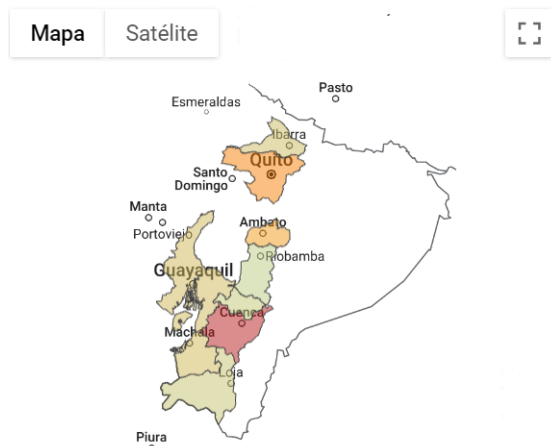 Mapa
Satélite
Pasto
Esmeraldas
Ibarra
Quito
Santo
Domingo
Manta
Ambato
Portoviejo
Riobamba
Guayaquil
Cuenca
Machala
Loja
Piura